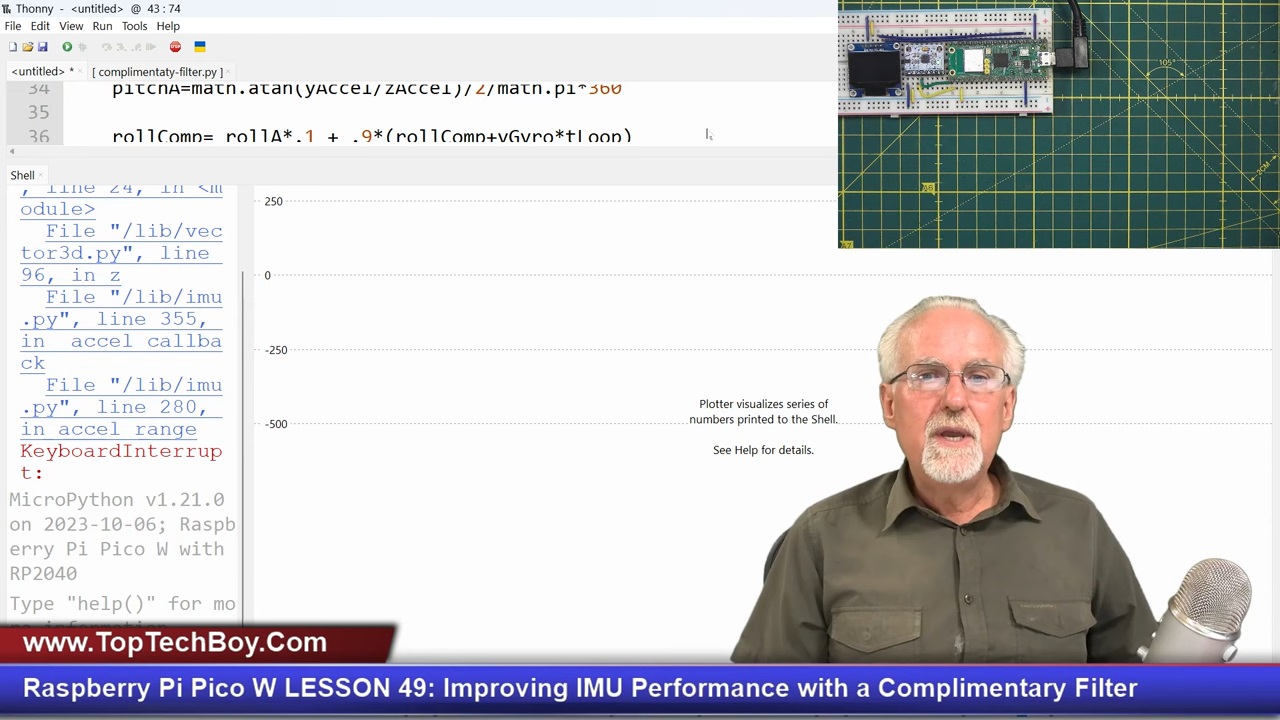 Thonny - <untitled> @ 43:74
File Edit View Run Tools Help
<untitled> * [ complimentaty-filter.py ]
34 pitchA=math.atan(yAccel/zAccel)/2/math.pi*360
35
36 rollComp= rollA*.1 + .9*(rollComp+yGyro*tLoop)
Shell
, line 24, in <m
odule>
File "/lib/vec
tor3d.py", line
96, in z
File "/lib/imu
.py", line 355,
in accel callba
ck
File "/lib/imu
.py", line 280,
in accel range
KeyboardInterrup
t:
MicroPython v1.21.0
on 2023-10-06; Raspb
erry Pi Pico W with
RP2040
Type "help()" for mo
250
0
-250
-500
Plotter visualizes series of
numbers printed to the Shell.
See Help for details.
105°
www.TopTechBoy.Com
Raspberry Pi Pico W LESSON 49: Improving IMU Performance with a Complimentary Filter